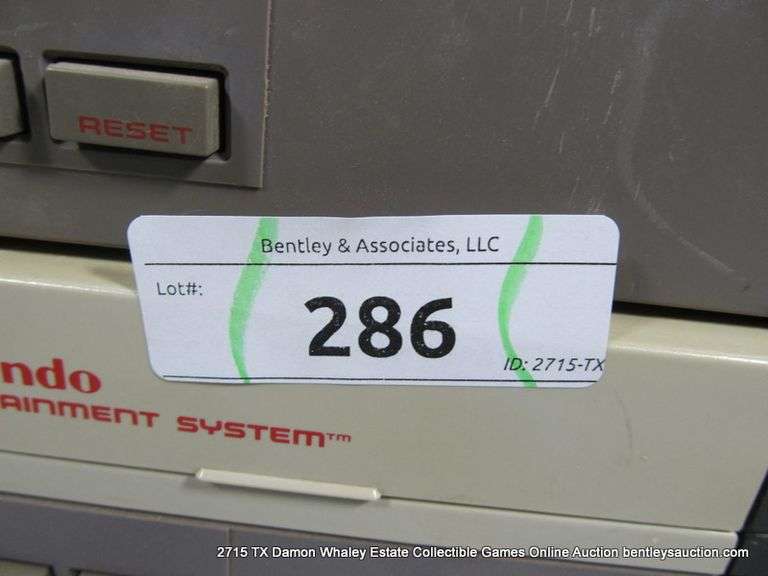 RESET
Bentley & Associates, LLC
Lot#:
286
ID: 2715-TX
ndo
AINMENT SYSTEM™
2715 TX Damon Whaley Estate Collectible Games Online Auction bentleysauction.com